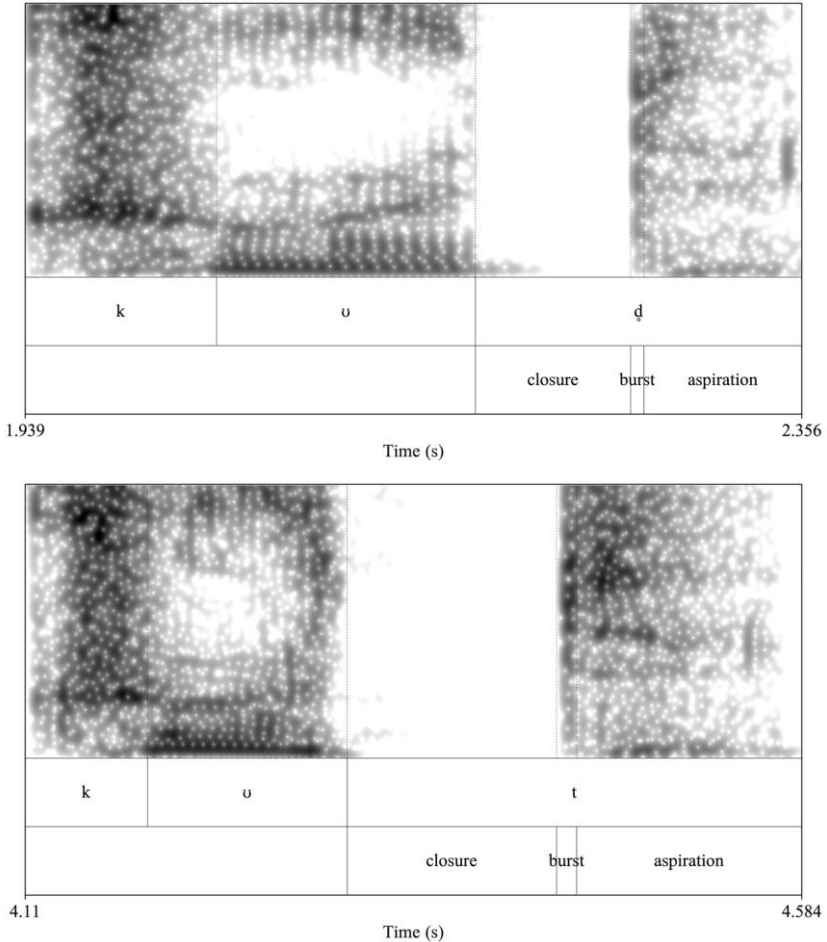 k ʊ d̥
closure burst aspiration
1.939 2.356
Time (s)
k ʊ t
closure burst aspiration
4.11 4.584
Time (s)